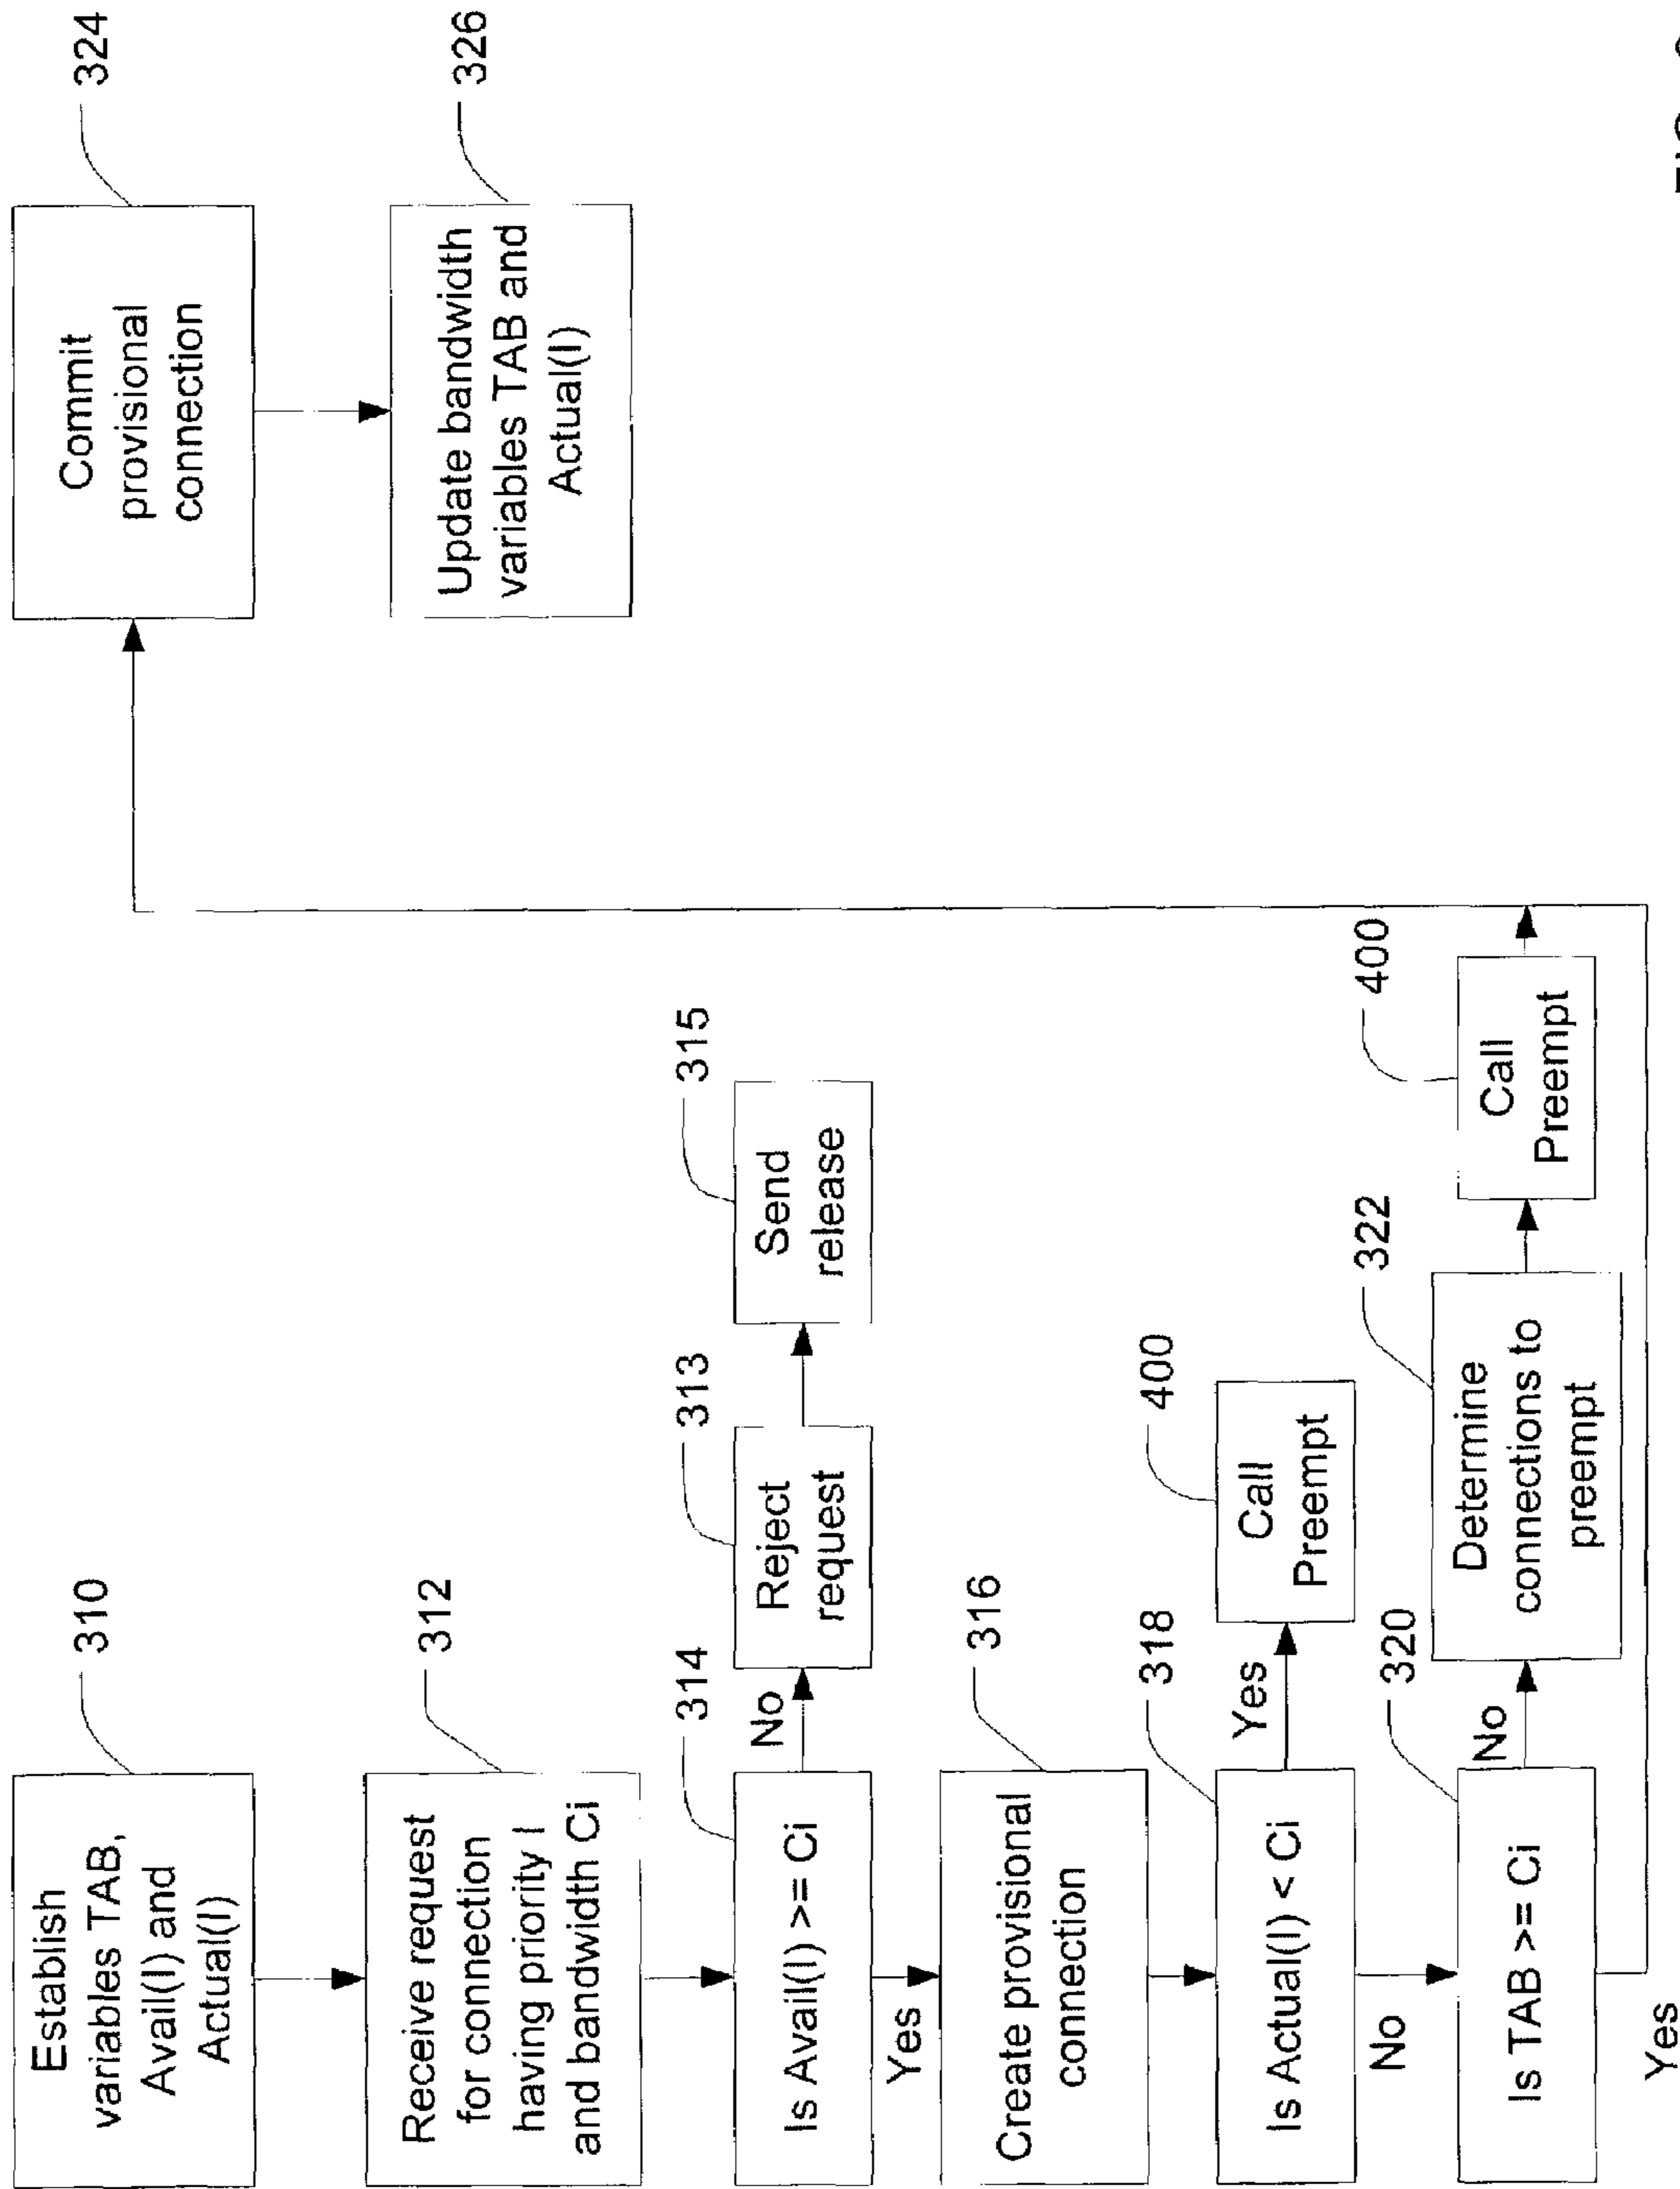 Establish
variables TAB,
Avail(I) and
Actual(I)
310
Receive request
for connection
having priority I
and bandwidth Ci
312
Is Avail(I) >= Ci
314
No
Reject
request
313
Send
release
315
Yes
Create provisional
connection
316
Is Actual(I) < Ci
318
Yes
Call
Preempt
400
No
Is TAB >= Ci
320
No
Determine
connections to
preempt
322
Call
Preempt
400
Yes
Commit
provisional
connection
324
Update bandwidth
variables TAB and
Actual(I)
326